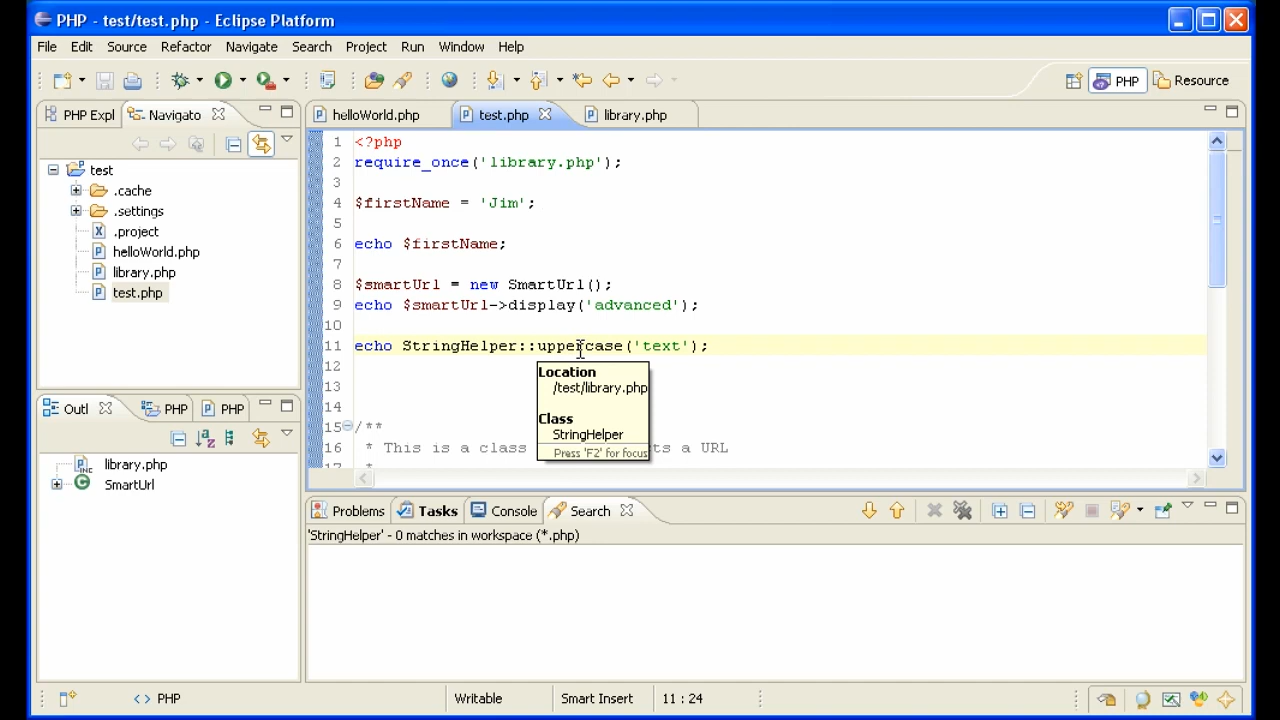 PHP - test/test.php - Eclipse Platform
File Edit Source Refactor Navigate Search Project Run Window Help
PHP Resource
PHP Expl Navigato
helloWorld.php test.php library.php
test
.cache
.settings
.project
helloWorld.php
library.php
test.php
1 <?php
2 require_once('library.php');
3
4 $firstName = 'Jim';
5
6 echo $firstName;
7
8 $smartUrl = new SmartUrl();
9 echo $smartUrl->display('advanced');
10
11 echo StringHelper::uppercase('text');
12
13
14
15 /**
16 * This is a class s a URL
17 *
Location
/test/library.php
Class
StringHelper
Press 'F2' for focus
Outl PHP PHP
library.php
SmartUrl
Problems Tasks Console Search
'StringHelper' - 0 matches in workspace (*.php)
<> PHP Writable Smart Insert 11 : 24